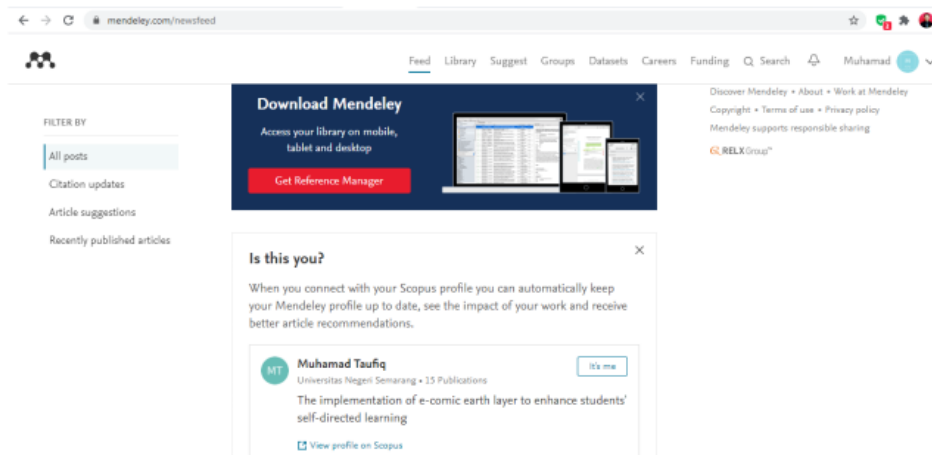 mendeley.com/newsfeed
Feed Library Suggest Groups Datasets Careers Funding Search Muhamad
FILTER BY
All posts
Citation updates
Article suggestions
Recently published articles
Download Mendeley
Access your library on mobile,
tablet and desktop
Get Reference Manager
Discover Mendeley • About • Work at Mendeley
Copyright • Terms of use • Privacy policy
Mendeley supports responsible sharing
RELX Group™
Is this you?
When you connect with your Scopus profile you can automatically keep
your Mendeley profile up to date, see the impact of your work and receive
better article recommendations.
MT
Muhamad Taufiq
It's me
Universitas Negeri Semarang • 15 Publications
The implementation of e-comic earth layer to enhance students'
self-directed learning
View profile on Scopus